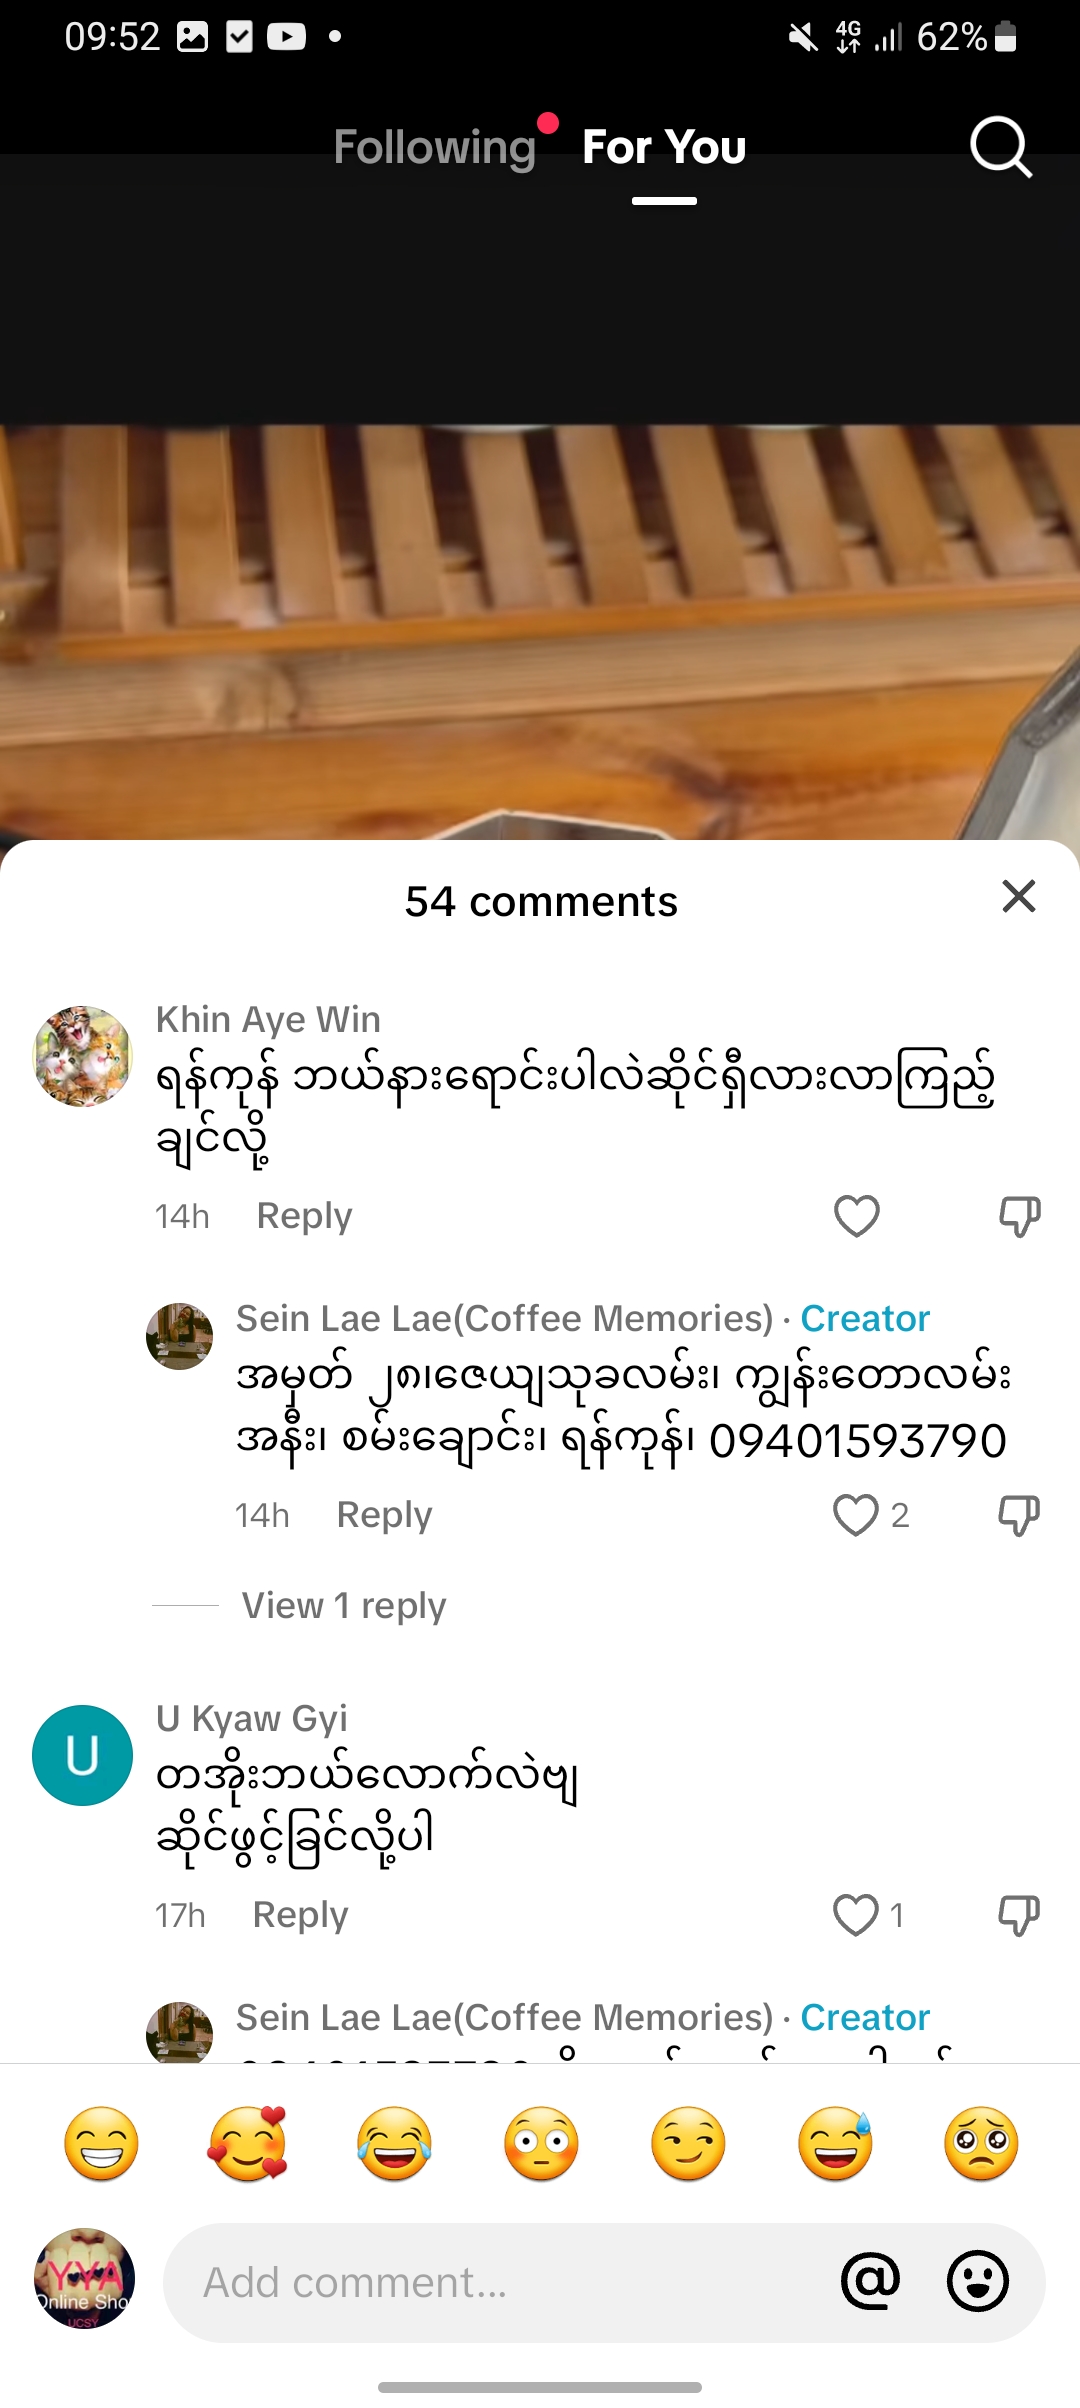 09:52
4G
62%
Following
For You
54 comments
Khin Aye Win
ရန်ကုန် ဘယ်နားရောင်းပါလဲဆိုင်ရှိလားလာကြည့်
ချင်လို့
14h Reply
Sein Lae Lae(Coffee Memories) · Creator
အမှတ် ၂၈၊ဇေယျသုခလမ်း၊ ကျွန်းတောလမ်း
အနီး၊ စမ်းချောင်း၊ ရန်ကုန်၊ 09401593790
14h Reply 2
View 1 reply
U
U Kyaw Gyi
တအိုးဘယ်လောက်လဲဗျ
ဆိုင်ဖွင့်ခြင်လို့ပါ
17h Reply 1
Sein Lae Lae(Coffee Memories) · Creator
YYA
Online Sho
UCSY
Add comment...